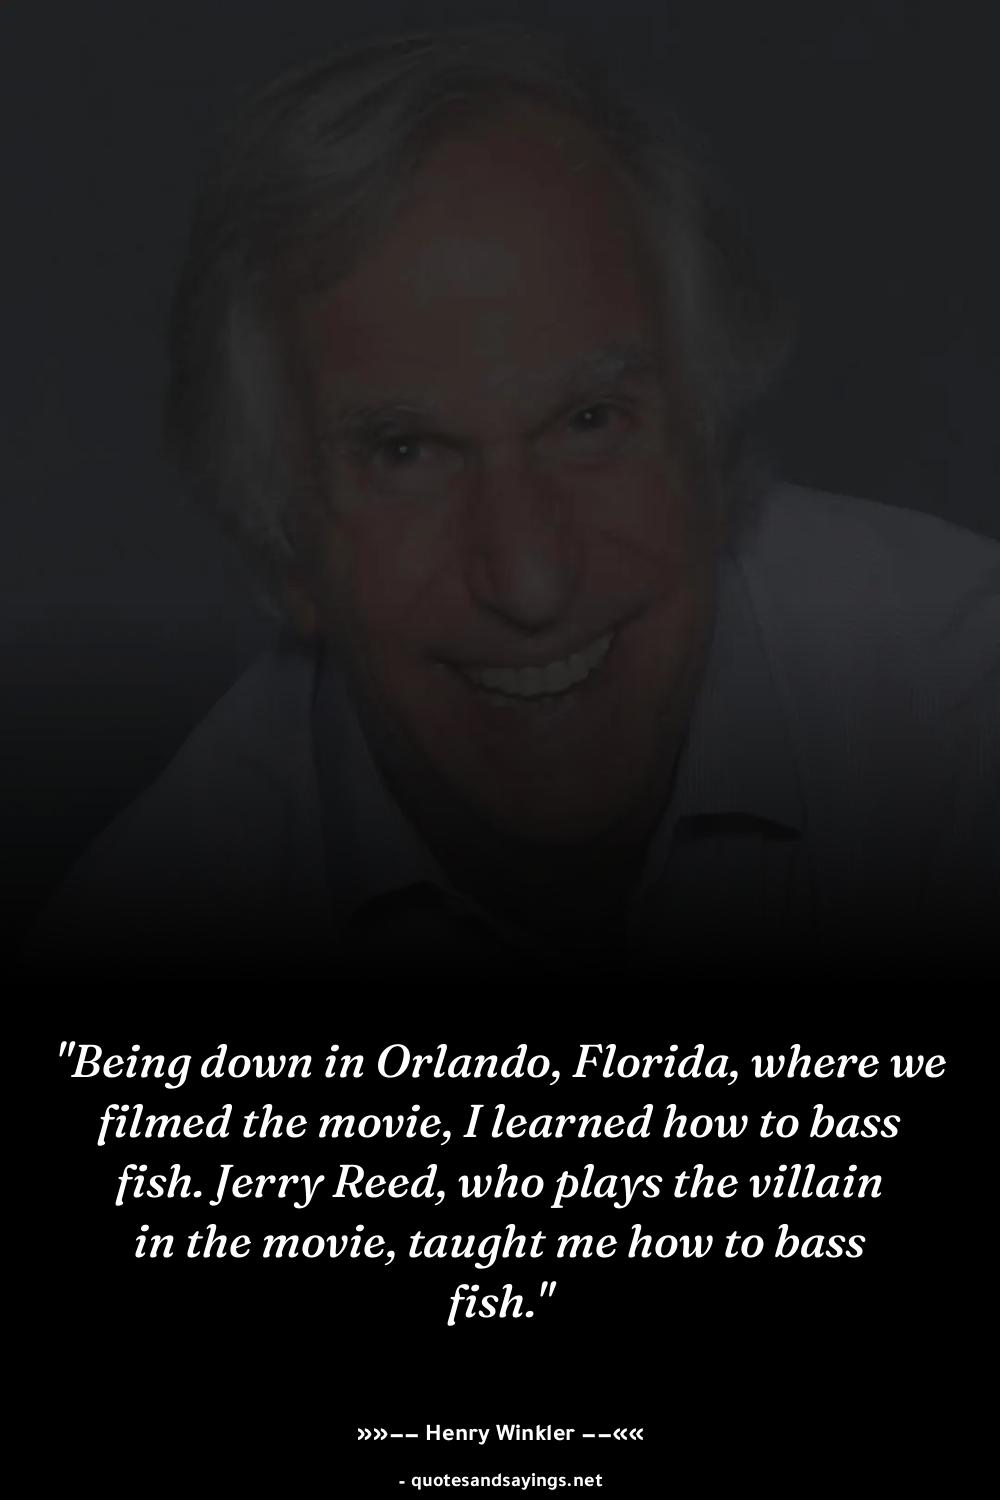 "Being down in Orlando, Florida, where we
filmed the movie, I learned how to bass
fish. Jerry Reed, who plays the villain
in the movie, taught me how to bass
fish."
»»−− Henry Winkler −−««
- quotesandsayings.net